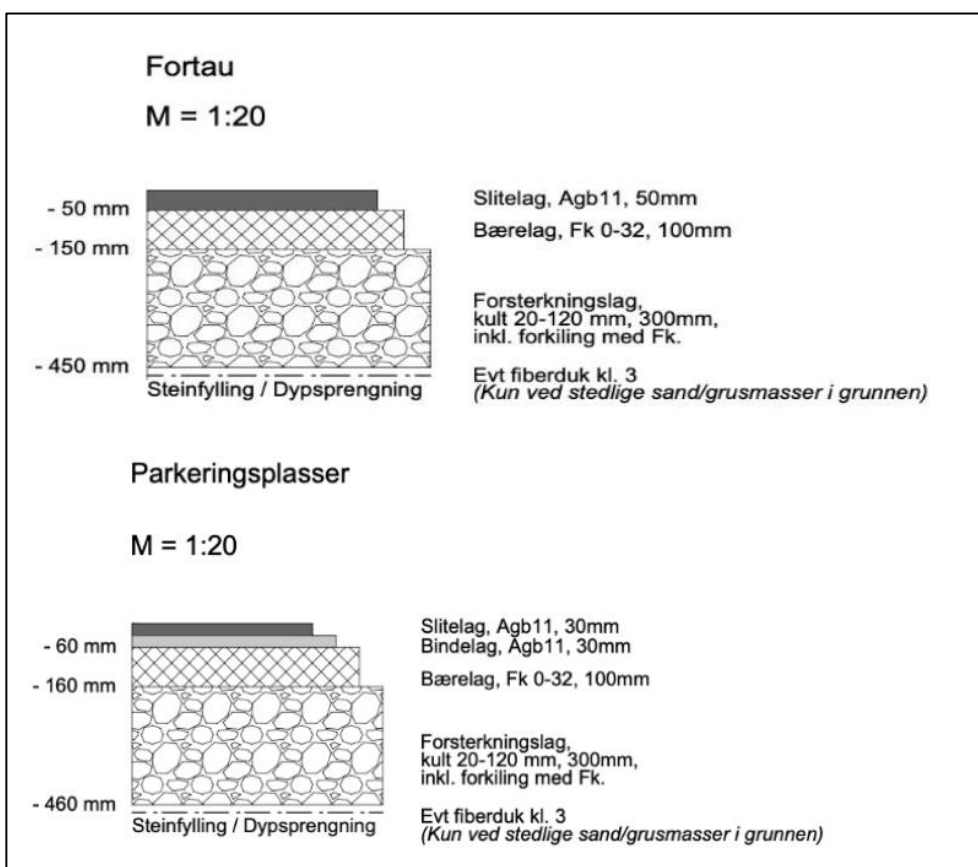 Fortau
M = 1:20
- 50 mm
- 150 mm
- 450 mm
Slitelag, Agb11, 50mm
Bærelag, Fk 0-32, 100mm
Forsterkningslag,
kult 20-120 mm, 300mm,
inkl. forkiling med Fk.
Evt fiberduk kl. 3
(Kun ved stedlige sand/grusmasser i grunnen)
Steinfylling / Dypsprengning
Parkeringsplasser
M = 1:20
- 60 mm
- 160 mm
- 460 mm
Slitelag, Agb11, 30mm
Bindelag, Agb11, 30mm
Bærelag, Fk 0-32, 100mm
Forsterkningslag,
kult 20-120 mm, 300mm,
inkl. forkiling med Fk.
Evt fiberduk kl. 3
(Kun ved stedlige sand/grusmasser i grunnen)
Steinfylling / Dypsprengning